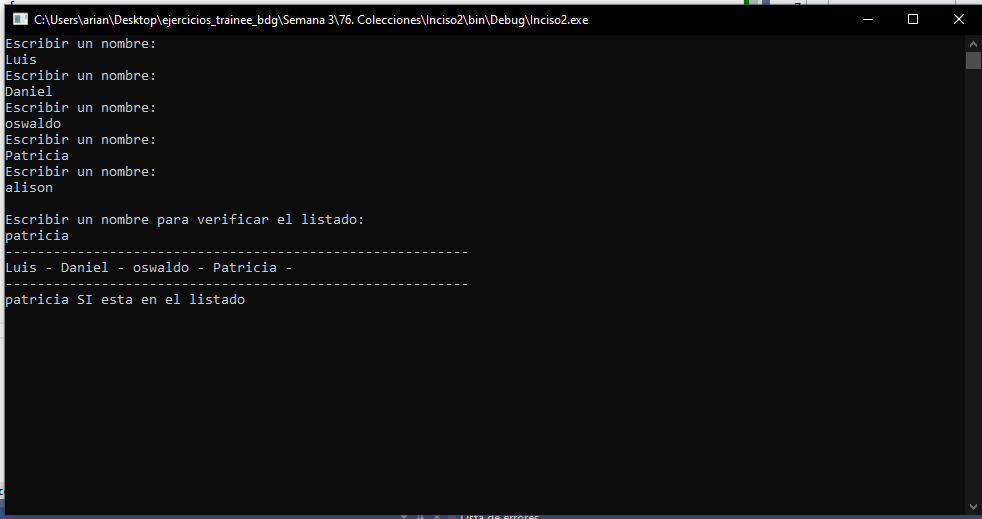 C:\Users\arian\Desktop\ejercicios_trainee_bdg\Semana 3\76. Colecciones\Inciso2\bin\Debug\Inciso2.exe
Escribir un nombre:
Luis
Escribir un nombre:
Daniel
Escribir un nombre:
oswaldo
Escribir un nombre:
Patricia
Escribir un nombre:
alison
Escribir un nombre para verificar el listado:
patricia
----------------------------------------------------------
Luis - Daniel - oswaldo - Patricia -
----------------------------------------------------------
patricia SI esta en el listado
Lista de errores